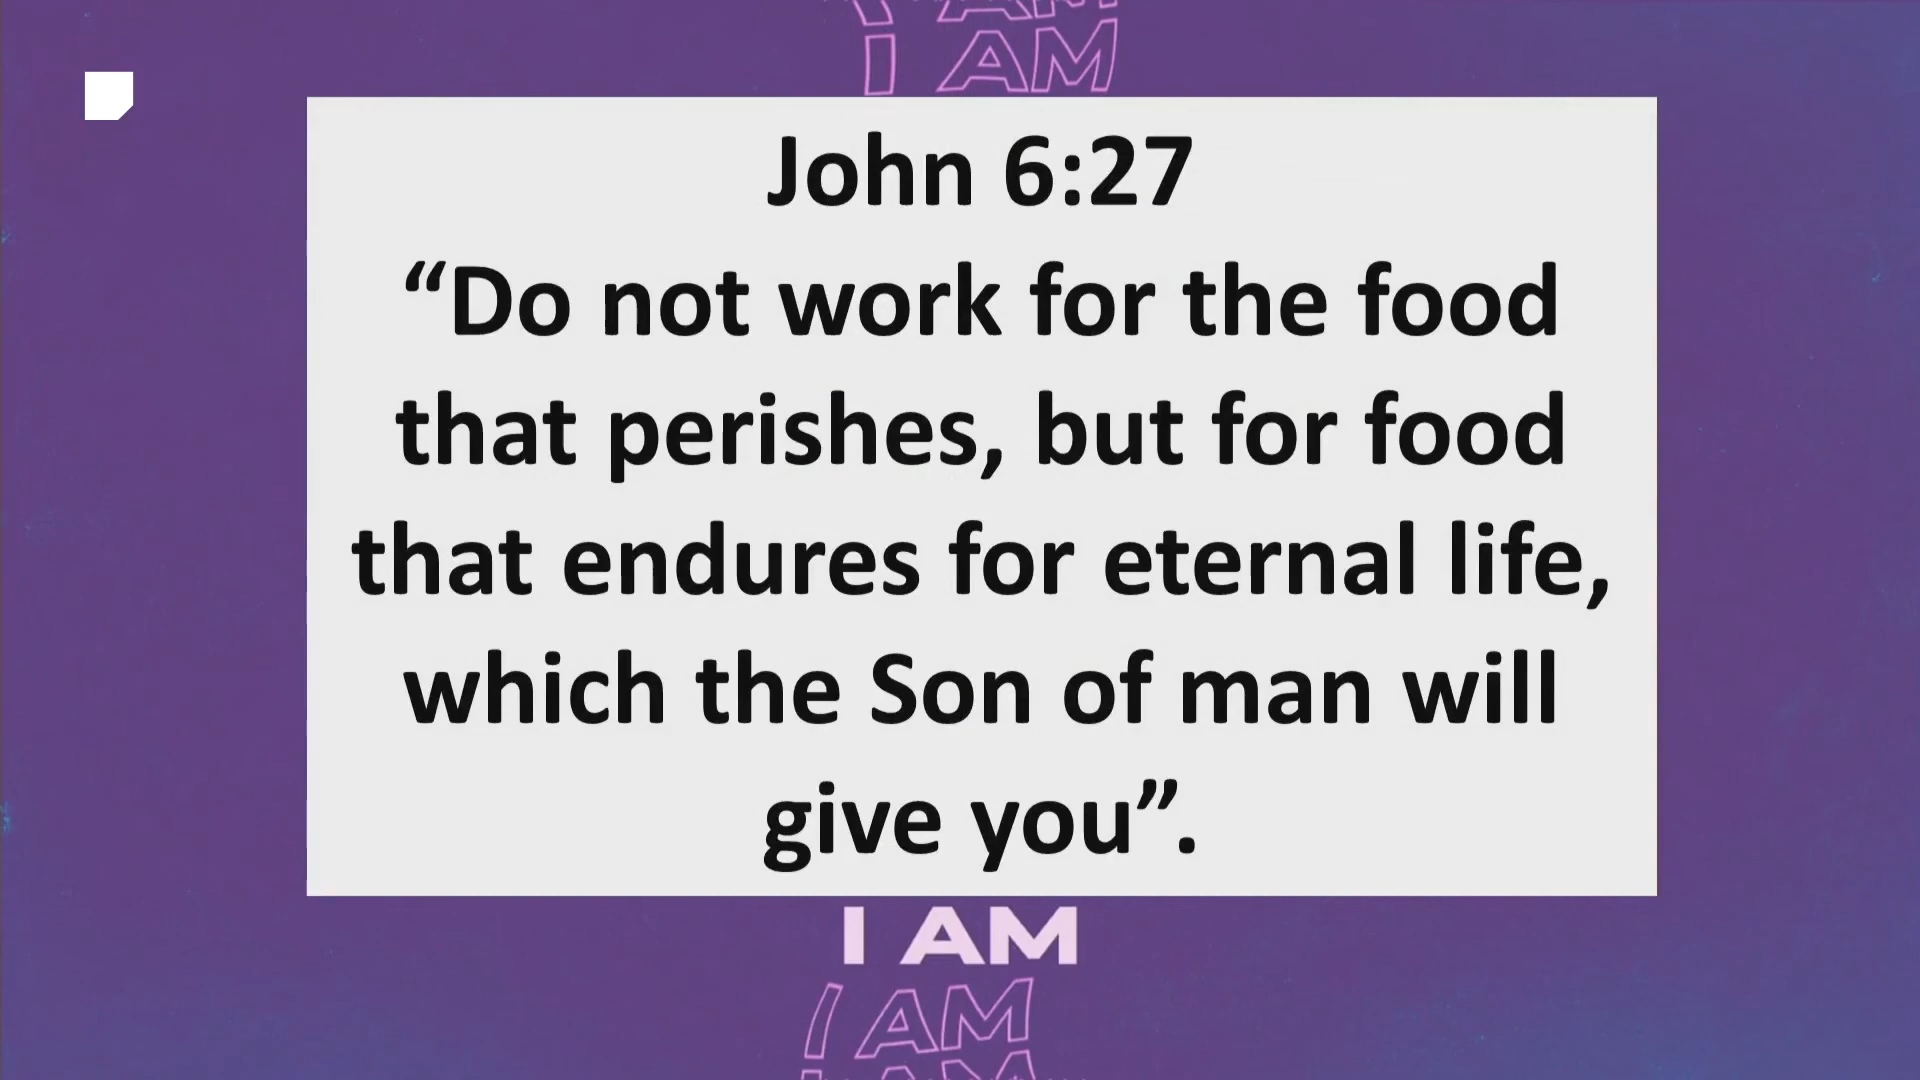 I AM
I AM
John 6:27
“Do not work for the food
that perishes, but for food
that endures for eternal life,
which the Son of man will
give you”.
I AM
I AM
I AM